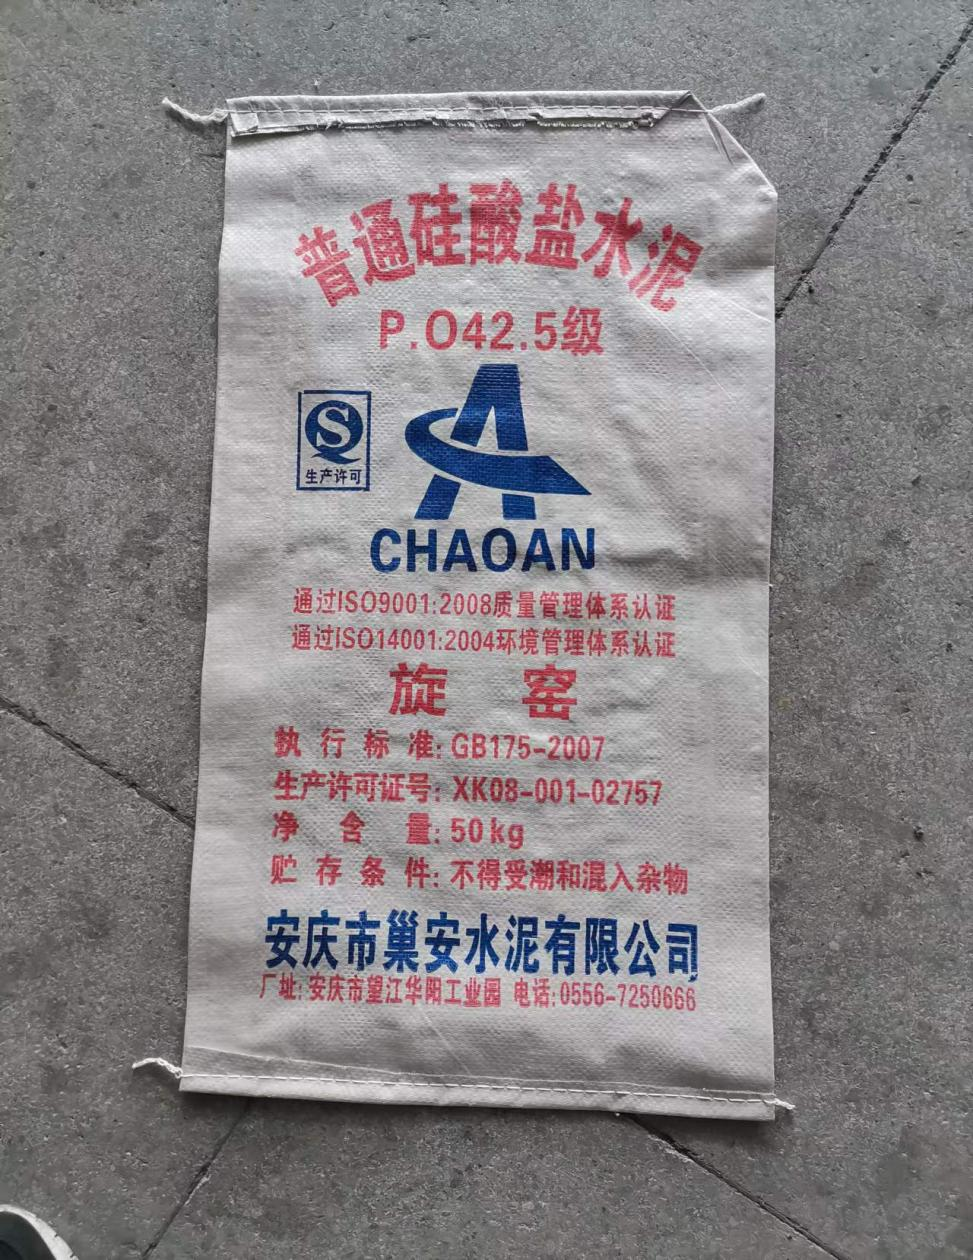 普通硅酸盐水泥
P.O42.5级
S
生产许可
CHAOAN
通过ISO9001:2008质量管理体系认证
通过ISO14001:2004环境管理体系认证
旋 窑
执行标准:GB175-2007
生产许可证号:XK08-001-02757
净含量:50kg
贮存条件:不得受潮和混入杂物
安庆市巢安水泥有限公司
厂址:安庆市望江华阳工业园 电话:0556-7250666